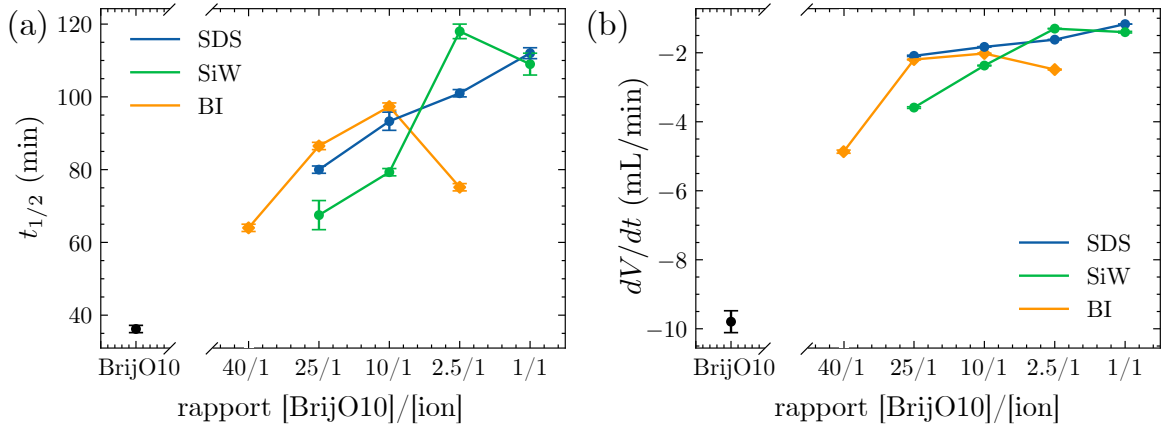 (a)
SDS
SiW
BI
120
100
80
60
40
t1/2 (min)
BrijO10 40/1 25/1 10/1 2.5/1 1/1
rapport [BrijO10]/[ion]
(b)
−2
−4
−6
−8
−10
dV/dt (mL/min)
SDS
SiW
BI
BrijO10 40/1 25/1 10/1 2.5/1 1/1
rapport [BrijO10]/[ion]